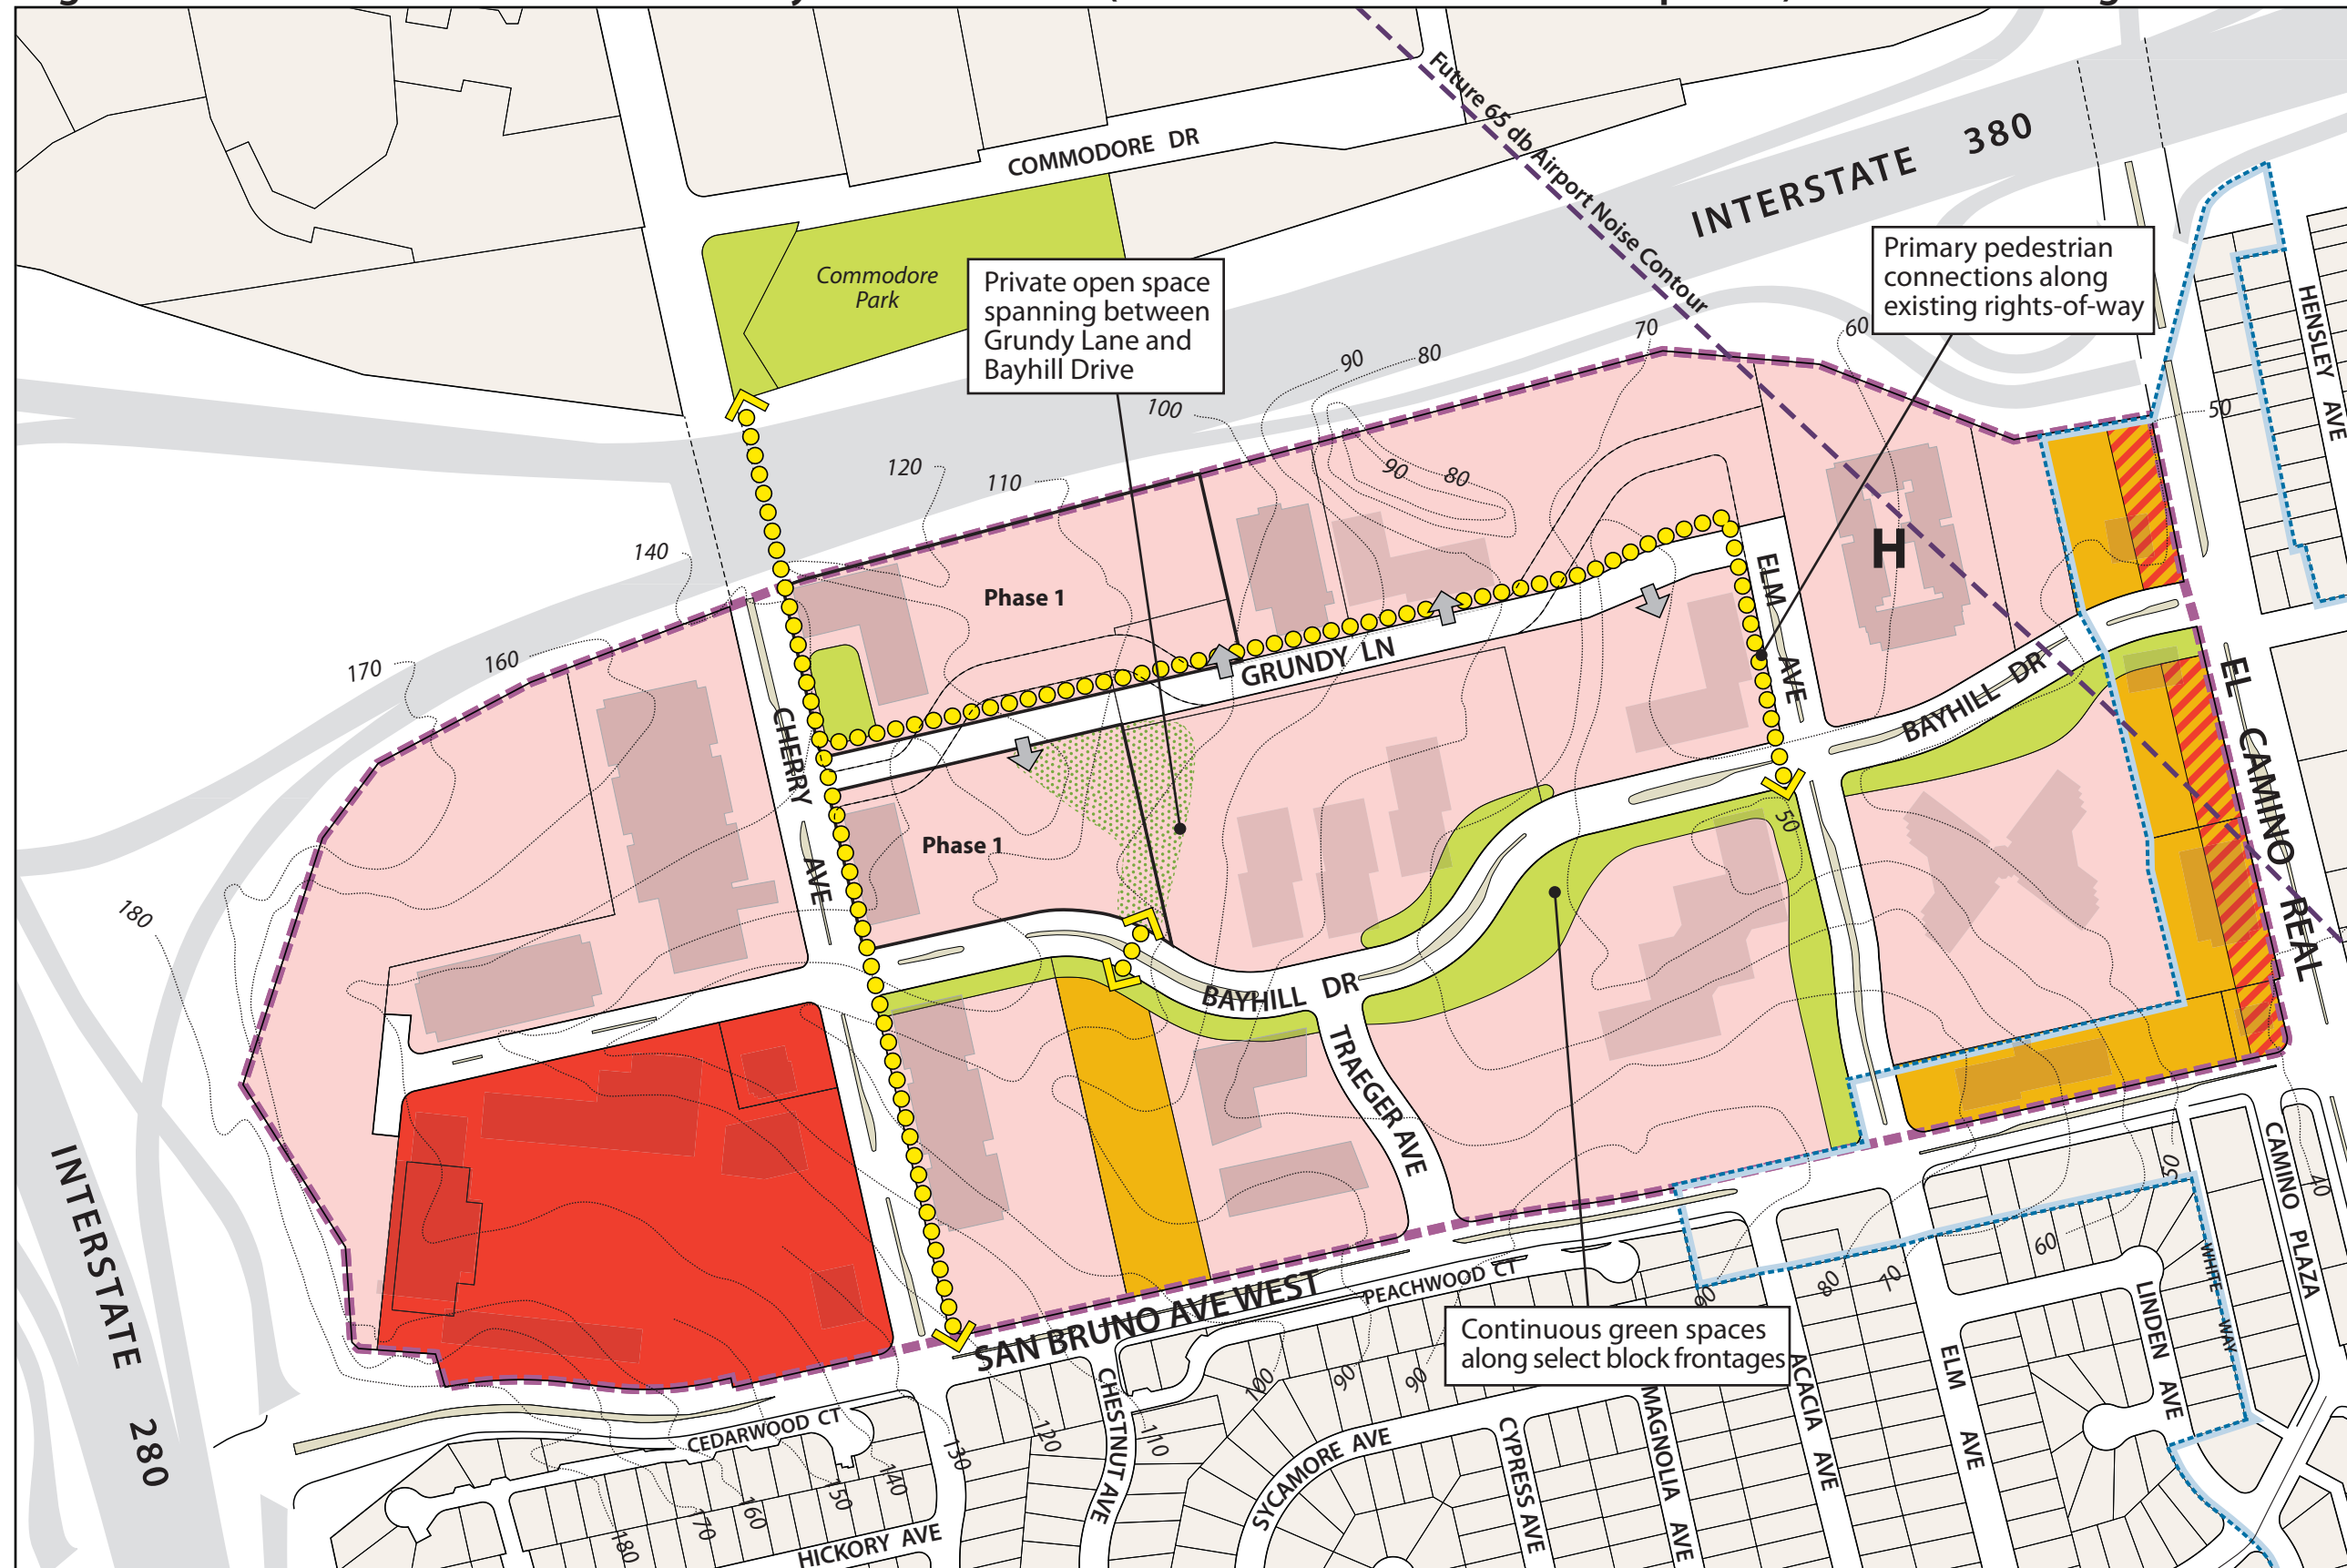 COMMODORE DR
Future 65 db Airport Noise Contour
INTERSTATE 380
Commodore
Park
Private open space
spanning between
Grundy Lane and
Bayhill Drive
Primary pedestrian
connections along
existing rights-of-way
HENSLEY AVE
70
60
90
80
100
50
120
110
90
80
140
H
ELM AVE
Phase 1
170
160
GRUNDY LN
CHERRY AVE
BAYHILL DR
EL CAMINO REAL
50
Phase 1
180
BAYHILL DR
TRAEGER AVE
INTERSTATE 280
SAN BRUNO AVE WEST
PEACHWOOD CT
CAMINO PLAZA
50
40
60
80
70
90
WHITE WAY
LINDEN AVE
Continuous green spaces
along select block frontages
100
90
90
CEDARWOOD CT
CHESTNUT AVE
SYCAMORE AVE
CYPRESS AVE
MAGNOLIA AVE
ACACIA AVE
ELM AVE
130
120
110
140
150
160
170
180
HICKORY AVE